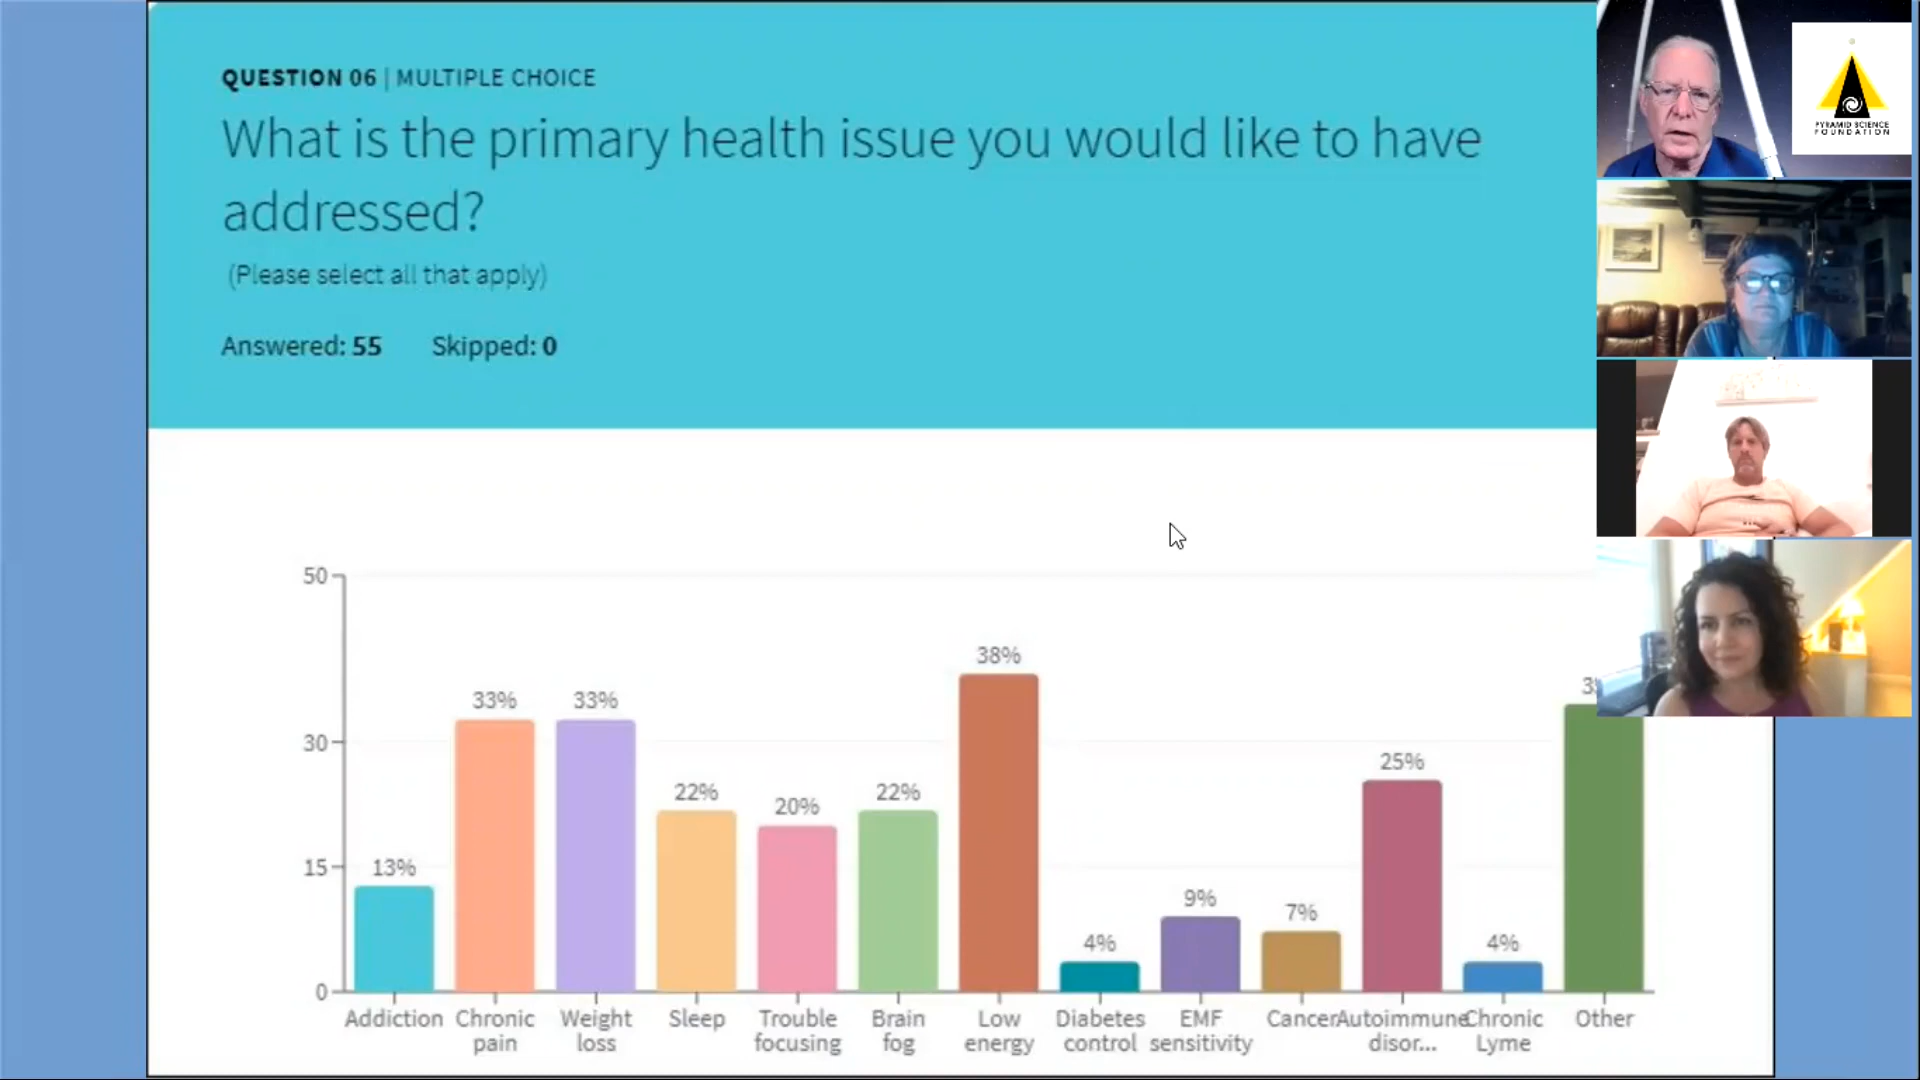 QUESTION 06 | MULTIPLE CHOICE
What is the primary health issue you would like to have
addressed?
(Please select all that apply)
Answered: 55 Skipped: 0
PYRAMID SCIENCE
FOUNDATION
50
30
15
0
13%
33%
33%
22%
20%
22%
38%
4%
9%
7%
25%
4%
Addiction
Chronic
pain
Weight
loss
Sleep
Trouble
focusing
Brain
fog
Low
energy
Diabetes
control
EMF
sensitivity
Cancer
Autoimmune
disor...
Chronic
Lyme
Other